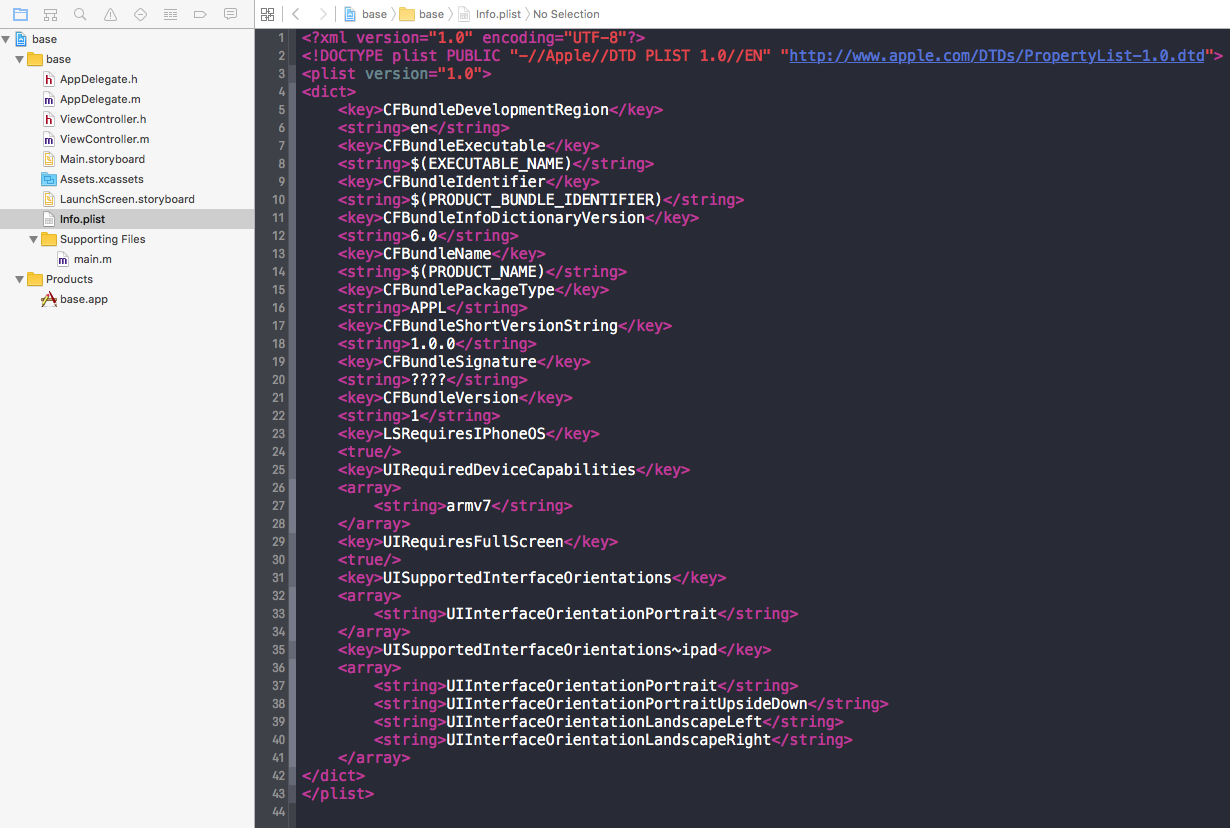 base
base
AppDelegate.h
AppDelegate.m
ViewController.h
ViewController.m
Main.storyboard
Assets.xcassets
LaunchScreen.storyboard
Info.plist
Supporting Files
main.m
Products
base.app
base base Info.plist No Selection
1 <?xml version="1.0" encoding="UTF-8"?>
2 <!DOCTYPE plist PUBLIC "-//Apple//DTD PLIST 1.0//EN" "http://www.apple.com/DTDs/PropertyList-1.0.dtd">
3 <plist version="1.0">
4 <dict>
5 <key>CFBundleDevelopmentRegion</key>
6 <string>en</string>
7 <key>CFBundleExecutable</key>
8 <string>$(EXECUTABLE_NAME)</string>
9 <key>CFBundleIdentifier</key>
10 <string>$(PRODUCT_BUNDLE_IDENTIFIER)</string>
11 <key>CFBundleInfoDictionaryVersion</key>
12 <string>6.0</string>
13 <key>CFBundleName</key>
14 <string>$(PRODUCT_NAME)</string>
15 <key>CFBundlePackageType</key>
16 <string>APPL</string>
17 <key>CFBundleShortVersionString</key>
18 <string>1.0.0</string>
19 <key>CFBundleSignature</key>
20 <string>????</string>
21 <key>CFBundleVersion</key>
22 <string>1</string>
23 <key>LSRequiresIPhoneOS</key>
24 <true/>
25 <key>UIRequiredDeviceCapabilities</key>
26 <array>
27 <string>armv7</string>
28 </array>
29 <key>UIRequiresFullScreen</key>
30 <true/>
31 <key>UISupportedInterfaceOrientations</key>
32 <array>
33 <string>UIInterfaceOrientationPortrait</string>
34 </array>
35 <key>UISupportedInterfaceOrientations~ipad</key>
36 <array>
37 <string>UIInterfaceOrientationPortrait</string>
38 <string>UIInterfaceOrientationPortraitUpsideDown</string>
39 <string>UIInterfaceOrientationLandscapeLeft</string>
40 <string>UIInterfaceOrientationLandscapeRight</string>
41 </array>
42 </dict>
43 </plist>
44